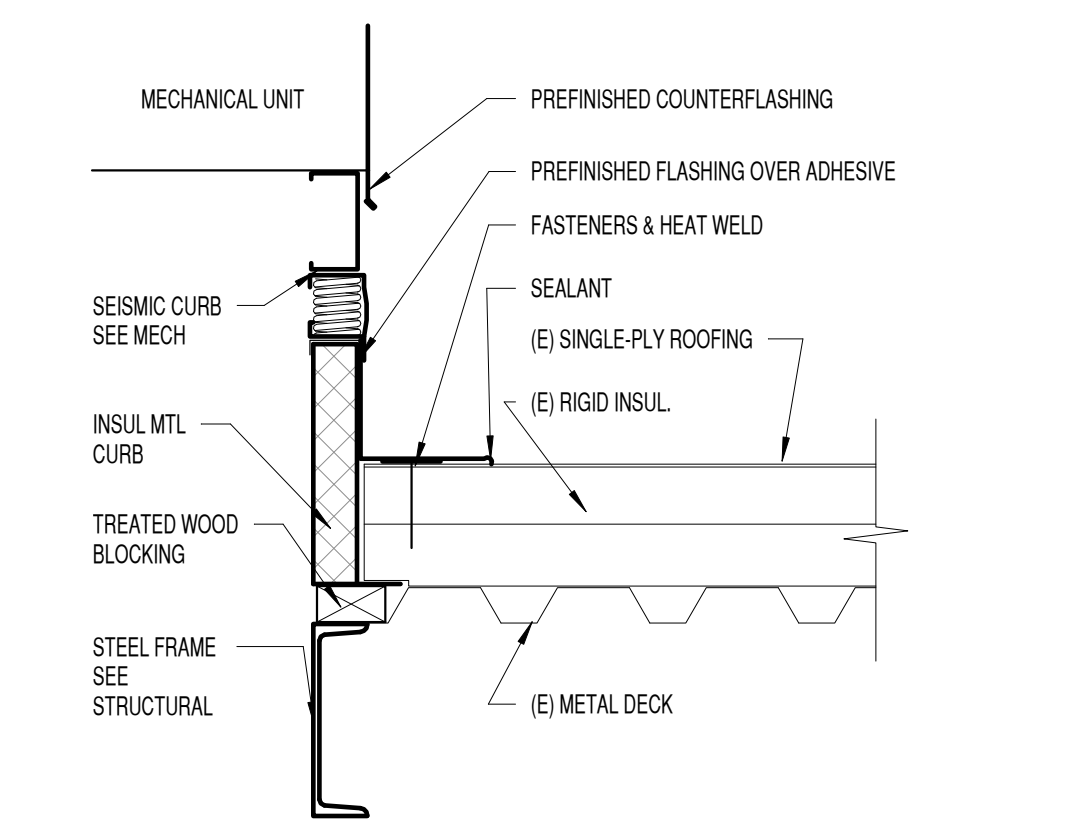 MECHANICAL UNIT
PREFINISHED COUNTERFLASHING
PREFINISHED FLASHING OVER ADHESIVE
FASTENERS & HEAT WELD
SEALANT
(E) SINGLE-PLY ROOFING
(E) RIGID INSUL.
SEISMIC CURB
SEE MECH
INSUL MTL
CURB
TREATED WOOD
BLOCKING
STEEL FRAME
SEE
STRUCTURAL
(E) METAL DECK